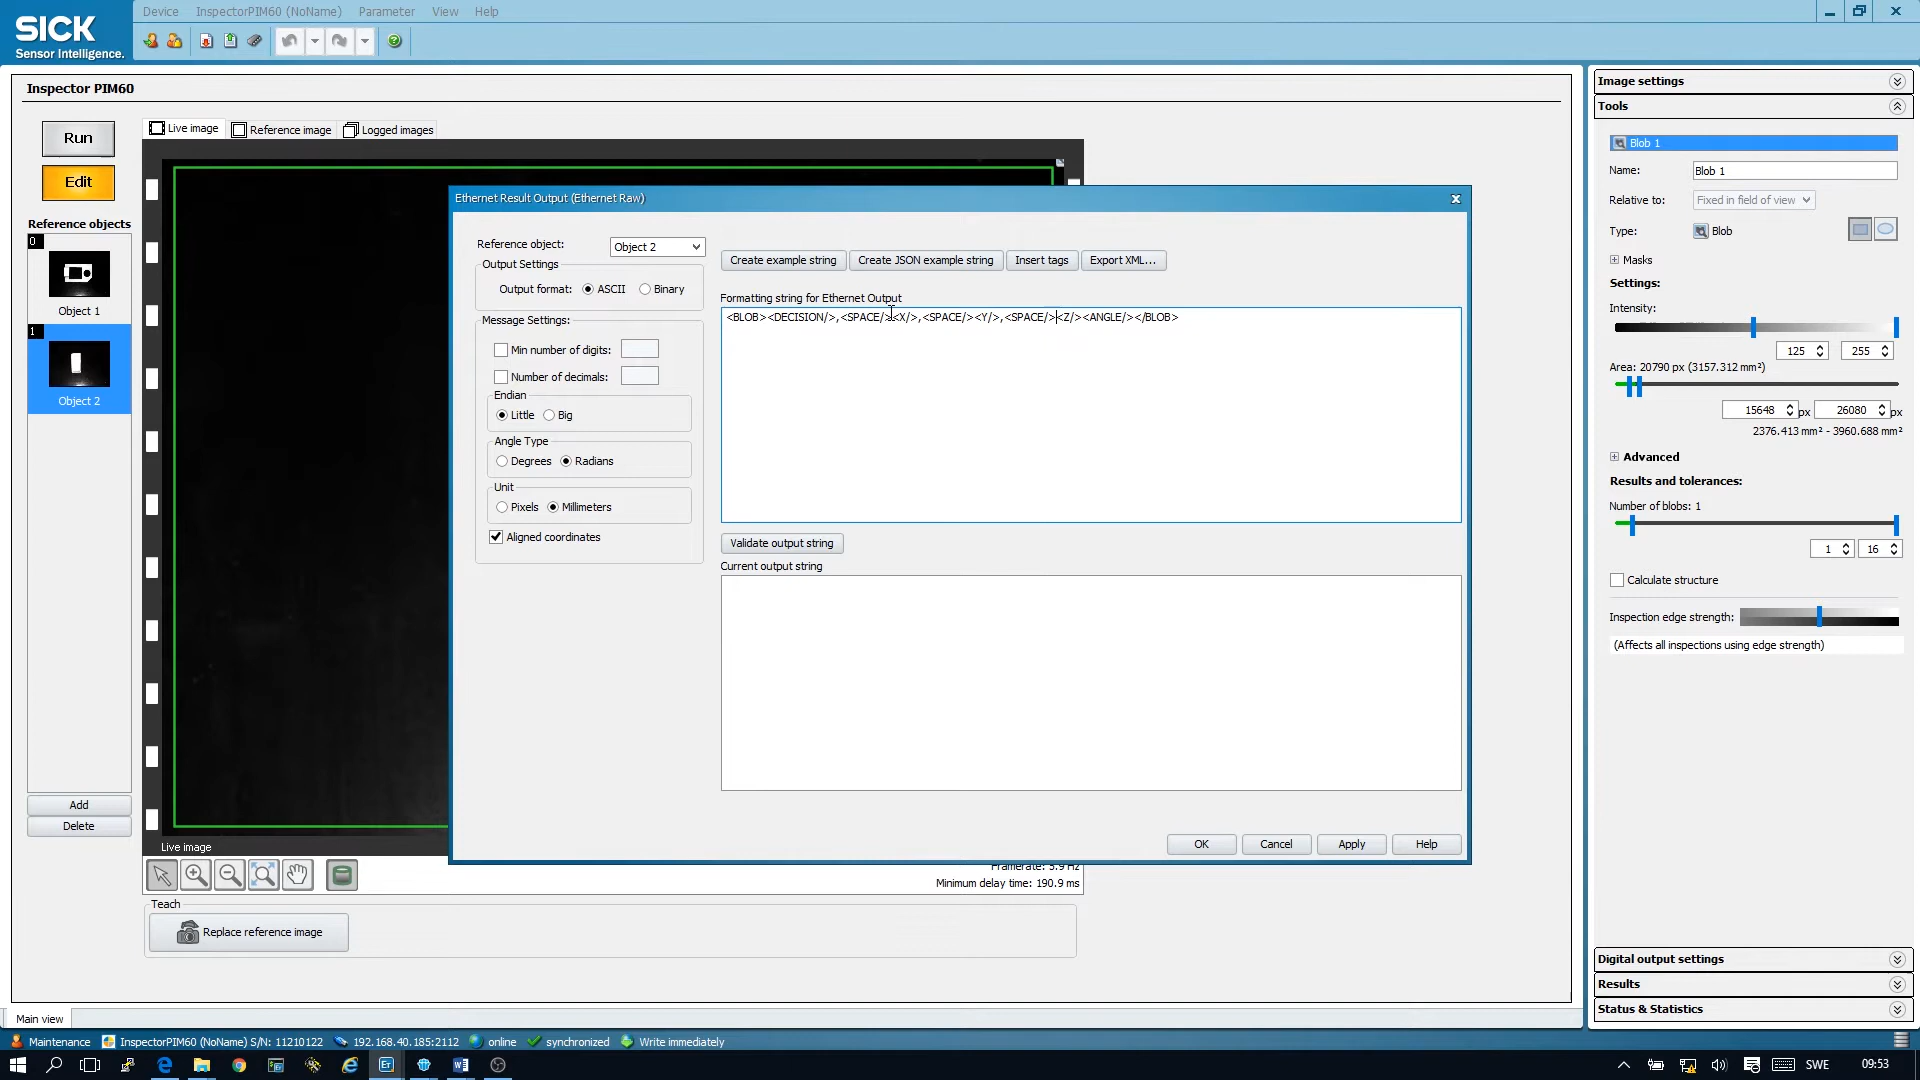 SICK
Sensor Intelligence.
Device InspectorPIM60 (NoName) Parameter View Help
Inspector PIM60
Run
Edit
Reference objects
0
Object 1
1
Object 2
Add
Delete
Live image Reference image Logged images
Live image
Framerate: 5.9 Hz
Minimum delay time: 190.9 ms
Teach
Replace reference image
Main view
Ethernet Result Output (Ethernet Raw)
Reference object: Object 2
Output Settings
Output format: ASCII Binary
Message Settings:
Min number of digits:
Number of decimals:
Endian
Little Big
Angle Type
Degrees Radians
Unit
Pixels Millimeters
Aligned coordinates
Create example string Create JSON example string Insert tags Export XML...
Formatting string for Ethernet Output
<BLOB><DECISION/>,<SPACE/><X/>,<SPACE/><Y/>,<SPACE/><Z/><ANGLE/></BLOB>
Validate output string
Current output string
OK Cancel Apply Help
Image settings
Tools
Blob 1
Name: Blob 1
Relative to: Fixed in field of view
Type: Blob
Masks
Settings:
Intensity:
125 255
Area: 20790 px (3157.312 mm²)
15648 px 26080 px
2376.413 mm² - 3960.688 mm²
Advanced
Results and tolerances:
Number of blobs: 1
1 16
Calculate structure
Inspection edge strength:
(Affects all inspections using edge strength)
Digital output settings
Results
Status & Statistics
Maintenance InspectorPIM60 (NoName) S/N: 11210122 192.168.40.185:2112 online synchronized Write immediately
SWE 09:53